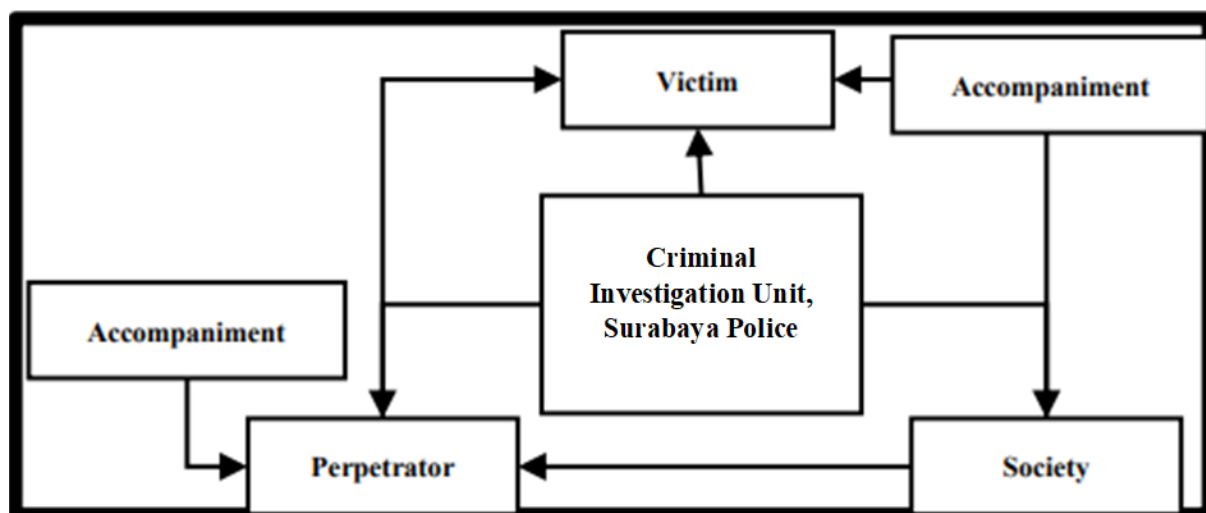 Victim
Accompaniment
Criminal
Investigation Unit,
Surabaya Police
Accompaniment
Perpetrator
Society